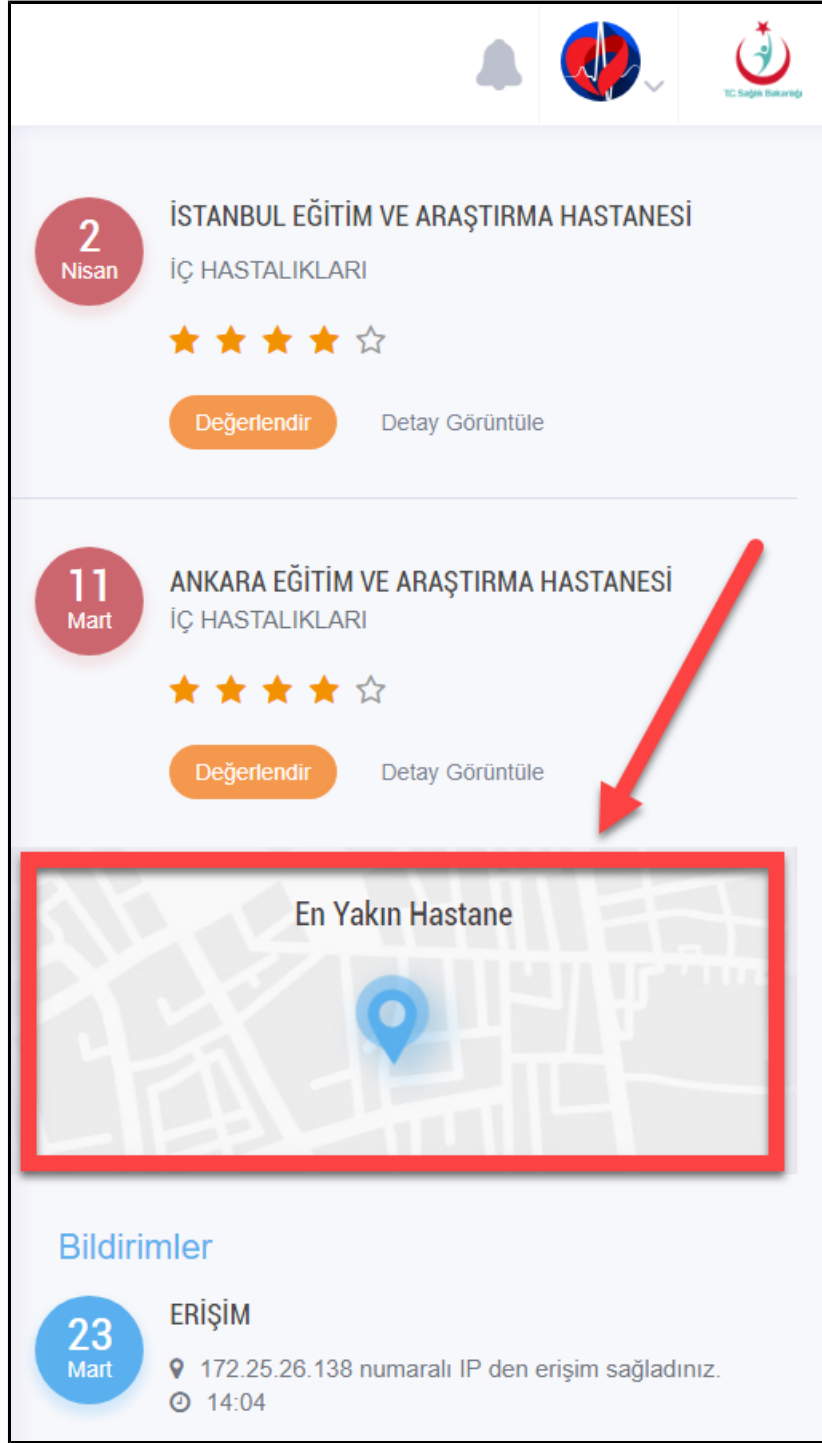 T.C. Sağlık Bakanlığı
2
Nisan
İSTANBUL EĞİTİM VE ARAŞTIRMA HASTANESİ
İÇ HASTALIKLARI
Değerlendir Detay Görüntüle
11
Mart
ANKARA EĞİTİM VE ARAŞTIRMA HASTANESİ
İÇ HASTALIKLARI
Değerlendir Detay Görüntüle
En Yakın Hastane
Bildirimler
23
Mart
ERİŞİM
172.25.26.138 numaralı IP den erişim sağladınız.
14:04